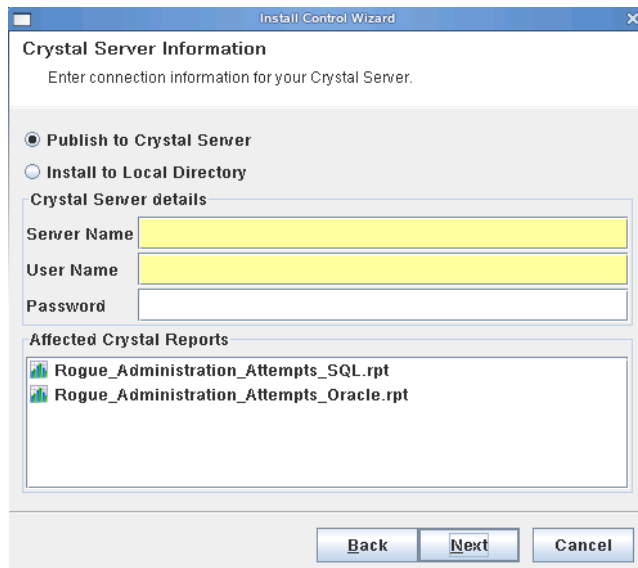 Install Control Wizard
Crystal Server Information
Enter connection information for your Crystal Server.
Publish to Crystal Server
Install to Local Directory
Crystal Server details
Server Name
User Name
Password
Affected Crystal Reports
Rogue_Administration_Attempts_SQL.rpt
Rogue_Administration_Attempts_Oracle.rpt
Back Next Cancel